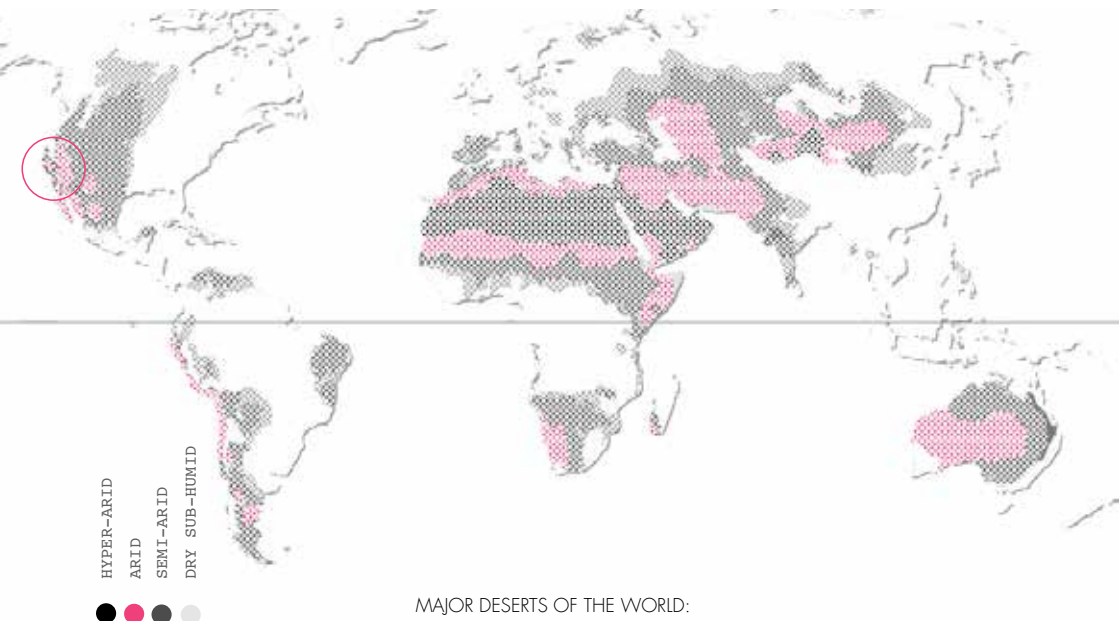 HYPER-ARID
ARID
SEMI-ARID
DRY SUB-HUMID
MAJOR DESERTS OF THE WORLD: